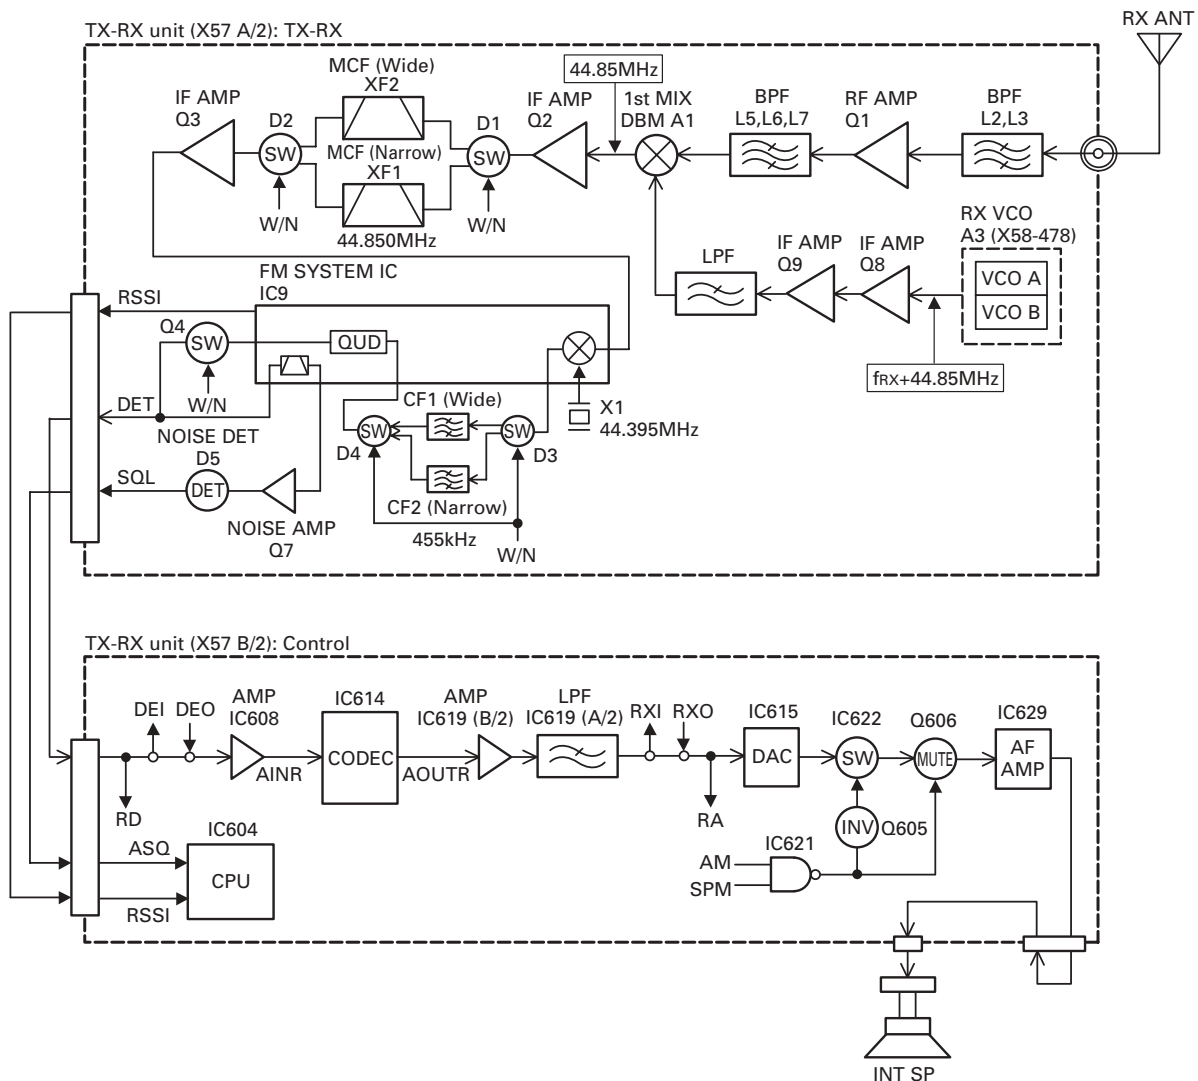 TX-RX unit (X57 A/2): TX-RX
RX ANT
MCF (Wide)
XF2
44.85MHz
IF AMP
Q3
D2
SW
MCF (Narrow)
XF1
D1
SW
IF AMP
Q2
1st MIX
DBM A1
BPF
L5,L6,L7
RF AMP
Q1
BPF
L2,L3
W/N
44.850MHz
W/N
RX VCO
A3 (X58-478)
VCO A
VCO B
LPF
IF AMP
Q9
IF AMP
Q8
fRX+44.85MHz
FM SYSTEM IC
IC9
RSSI
Q4
SW
QUD
W/N
DET
NOISE DET
D5
DET
SQL
NOISE AMP
Q7
CF1 (Wide)
SW
D4
SW
D3
CF2 (Narrow)
455kHz
W/N
X1
44.395MHz
TX-RX unit (X57 B/2): Control
DEI
DEO
AMP
IC608
AINR
IC614
CODEC
AOUTR
AMP
IC619 (B/2)
LPF
IC619 (A/2)
RXI
RXO
IC615
DAC
IC622
SW
Q606
MUTE
IC629
AF
AMP
RD
RA
INV
Q605
IC604
CPU
ASQ
RSSI
IC621
AM
SPM
INT SP